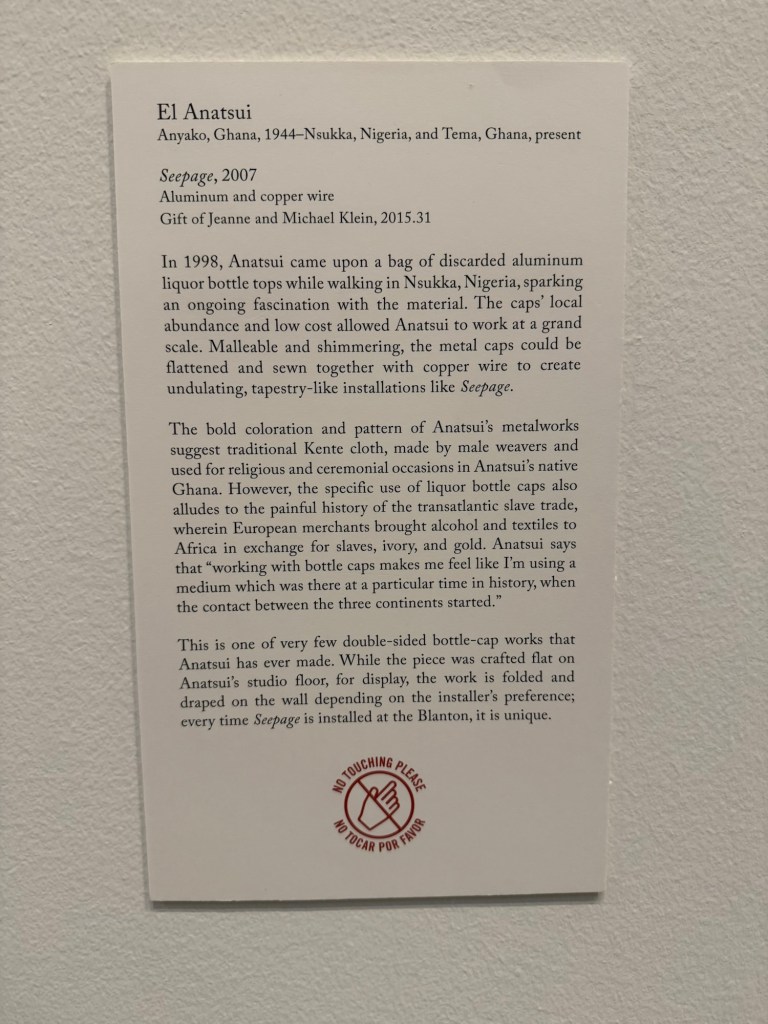 El Anatsui
Anyako, Ghana, 1944–Nsukka, Nigeria, and Tema, Ghana, present
Seepage, 2007
Aluminum and copper wire
Gift of Jeanne and Michael Klein, 2015.31
In 1998, Anatsui came upon a bag of discarded aluminum
liquor bottle tops while walking in Nsukka, Nigeria, sparking
an ongoing fascination with the material. The caps’ local
abundance and low cost allowed Anatsui to work at a grand
scale. Malleable and shimmering, the metal caps could be
flattened and sewn together with copper wire to create
undulating, tapestry-like installations like Seepage.
The bold coloration and pattern of Anatsui’s metalworks
suggest traditional Kente cloth, made by male weavers and
used for religious and ceremonial occasions in Anatsui’s native
Ghana. However, the specific use of liquor bottle caps also
alludes to the painful history of the transatlantic slave trade,
wherein European merchants brought alcohol and textiles to
Africa in exchange for slaves, ivory, and gold. Anatsui says
that “working with bottle caps makes me feel like I’m using a
medium which was there at a particular time in history, when
the contact between the three continents started.”
This is one of very few double-sided bottle-cap works that
Anatsui has ever made. While the piece was crafted flat on
Anatsui’s studio floor, for display, the work is folded and
draped on the wall depending on the installer’s preference;
every time Seepage is installed at the Blanton, it is unique.
NO TOUCHING PLEASE
NO TOCAR POR FAVOR